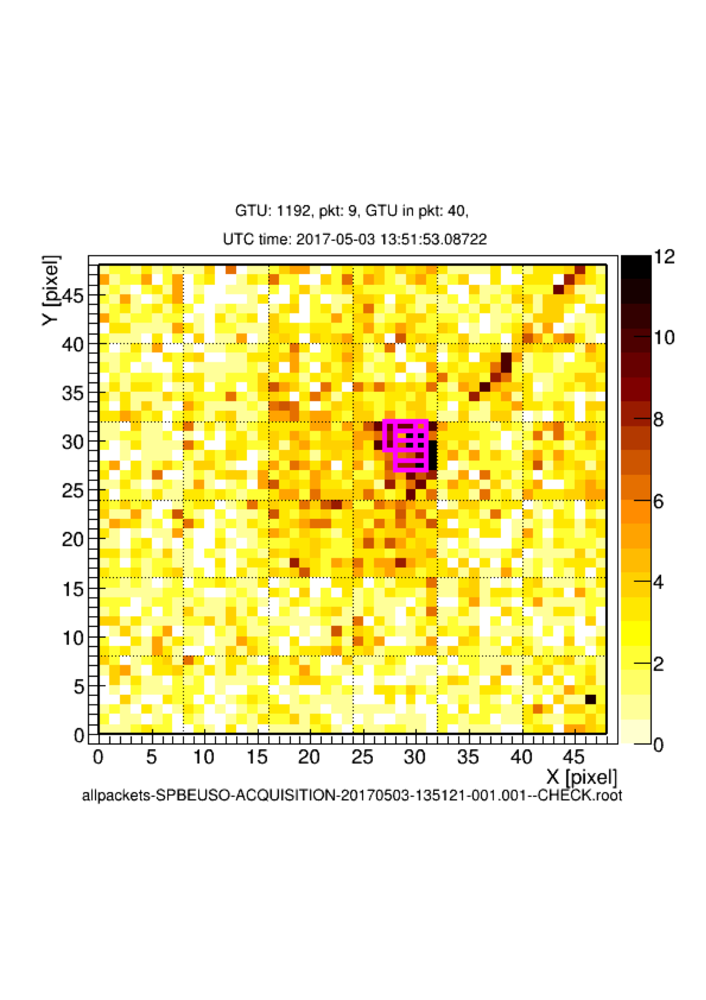 GTU: 1192, pkt: 9, GTU in pkt: 40,
UTC time: 2017-05-03 13:51:53.08722
Y [pixel]
45
40
35
30
25
20
15
10
5
0
0 5 10 15 20 25 30 35 40 45
X [pixel]
12
10
8
6
4
2
0
allpackets-SPBEUSO-ACQUISITION-20170503-135121-001.001--CHECK.root